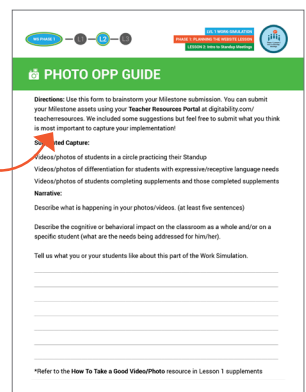 LVL 1 WORK SIMULATION
PHASE 1: PLANNING THE WEBSITE LESSON
LESSON 2: Intro to Standup Meetings
WS PHASE 1
L1
L2
L3
PHOTO OPP GUIDE
Directions: Use this form to brainstorm your Milestone submission. You can submit
your Milestone assets using your Teacher Resources Portal at digitability.com/
teacherresources. We included some suggestions but feel free to submit what you think
is most important to capture your implementation!
Capture:
Videos/photos of students in a circle practicing their Standup
Videos/photos of differentiation for students with expressive/receptive language needs
Videos/photos of students completing supplements and those completed supplements
Narrative:
Describe what is happening in your photos/videos. (at least five sentences)
Describe the cognitive or behavioral impact on the classroom as a whole and/or on a
specific student (what are the needs being addressed for him/her).
Tell us what you or your students like about this part of the Work Simulation.
*Refer to the How To Take a Good Video/Photo resource in Lesson 1 supplements